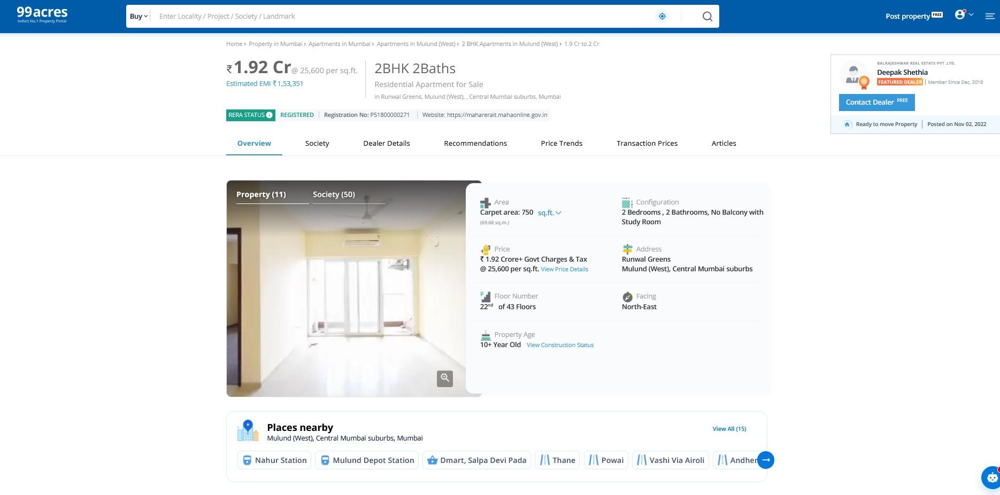 99acres
India's No.1 Property Portal
Buy
Enter Locality / Project / Society / Landmark
Post property FREE
Home › Property in Mumbai › Apartments in Mumbai › Apartments in Mulund (West) › 2 BHK Apartments in Mulund (West) › 1.9 Cr to 2 Cr
₹ 1.92 Cr @ 25,600 per sq.ft.
Estimated EMI ₹ 1,53,351
2BHK 2Baths
Residential Apartment for Sale
in Runwal Greens, Mulund (West), , Central Mumbai suburbs, Mumbai
BALRAJESHWAR REAL ESTATE PVT .LTD.
Deepak Shethia
FEATURED DEALER | Member Since Dec, 2018
Contact Dealer FREE
Ready to move Property | Posted on Nov 02, 2022
RERA STATUS i REGISTERED | Registration No: P51800000271 | Website: https://maharerait.mahaonline.gov.in
Overview Society Dealer Details Recommendations Price Trends Transaction Prices Articles
Property (11) Society (50)
Area
Carpet area: 750 sq.ft.
(69.68 sq.m.)
Configuration
2 Bedrooms , 2 Bathrooms, No Balcony with
Study Room
Price
₹ 1.92 Crore+ Govt Charges & Tax
@ 25,600 per sq.ft. View Price Details
Address
Runwal Greens
Mulund (West), Central Mumbai suburbs
Floor Number
22nd of 43 Floors
Facing
North-East
Property Age
10+ Year Old View Construction Status
Places nearby
Mulund (West), Central Mumbai suburbs, Mumbai
View All (15)
Nahur Station Mulund Depot Station Dmart, Salpa Devi Pada Thane Powai Vashi Via Airoli Andher